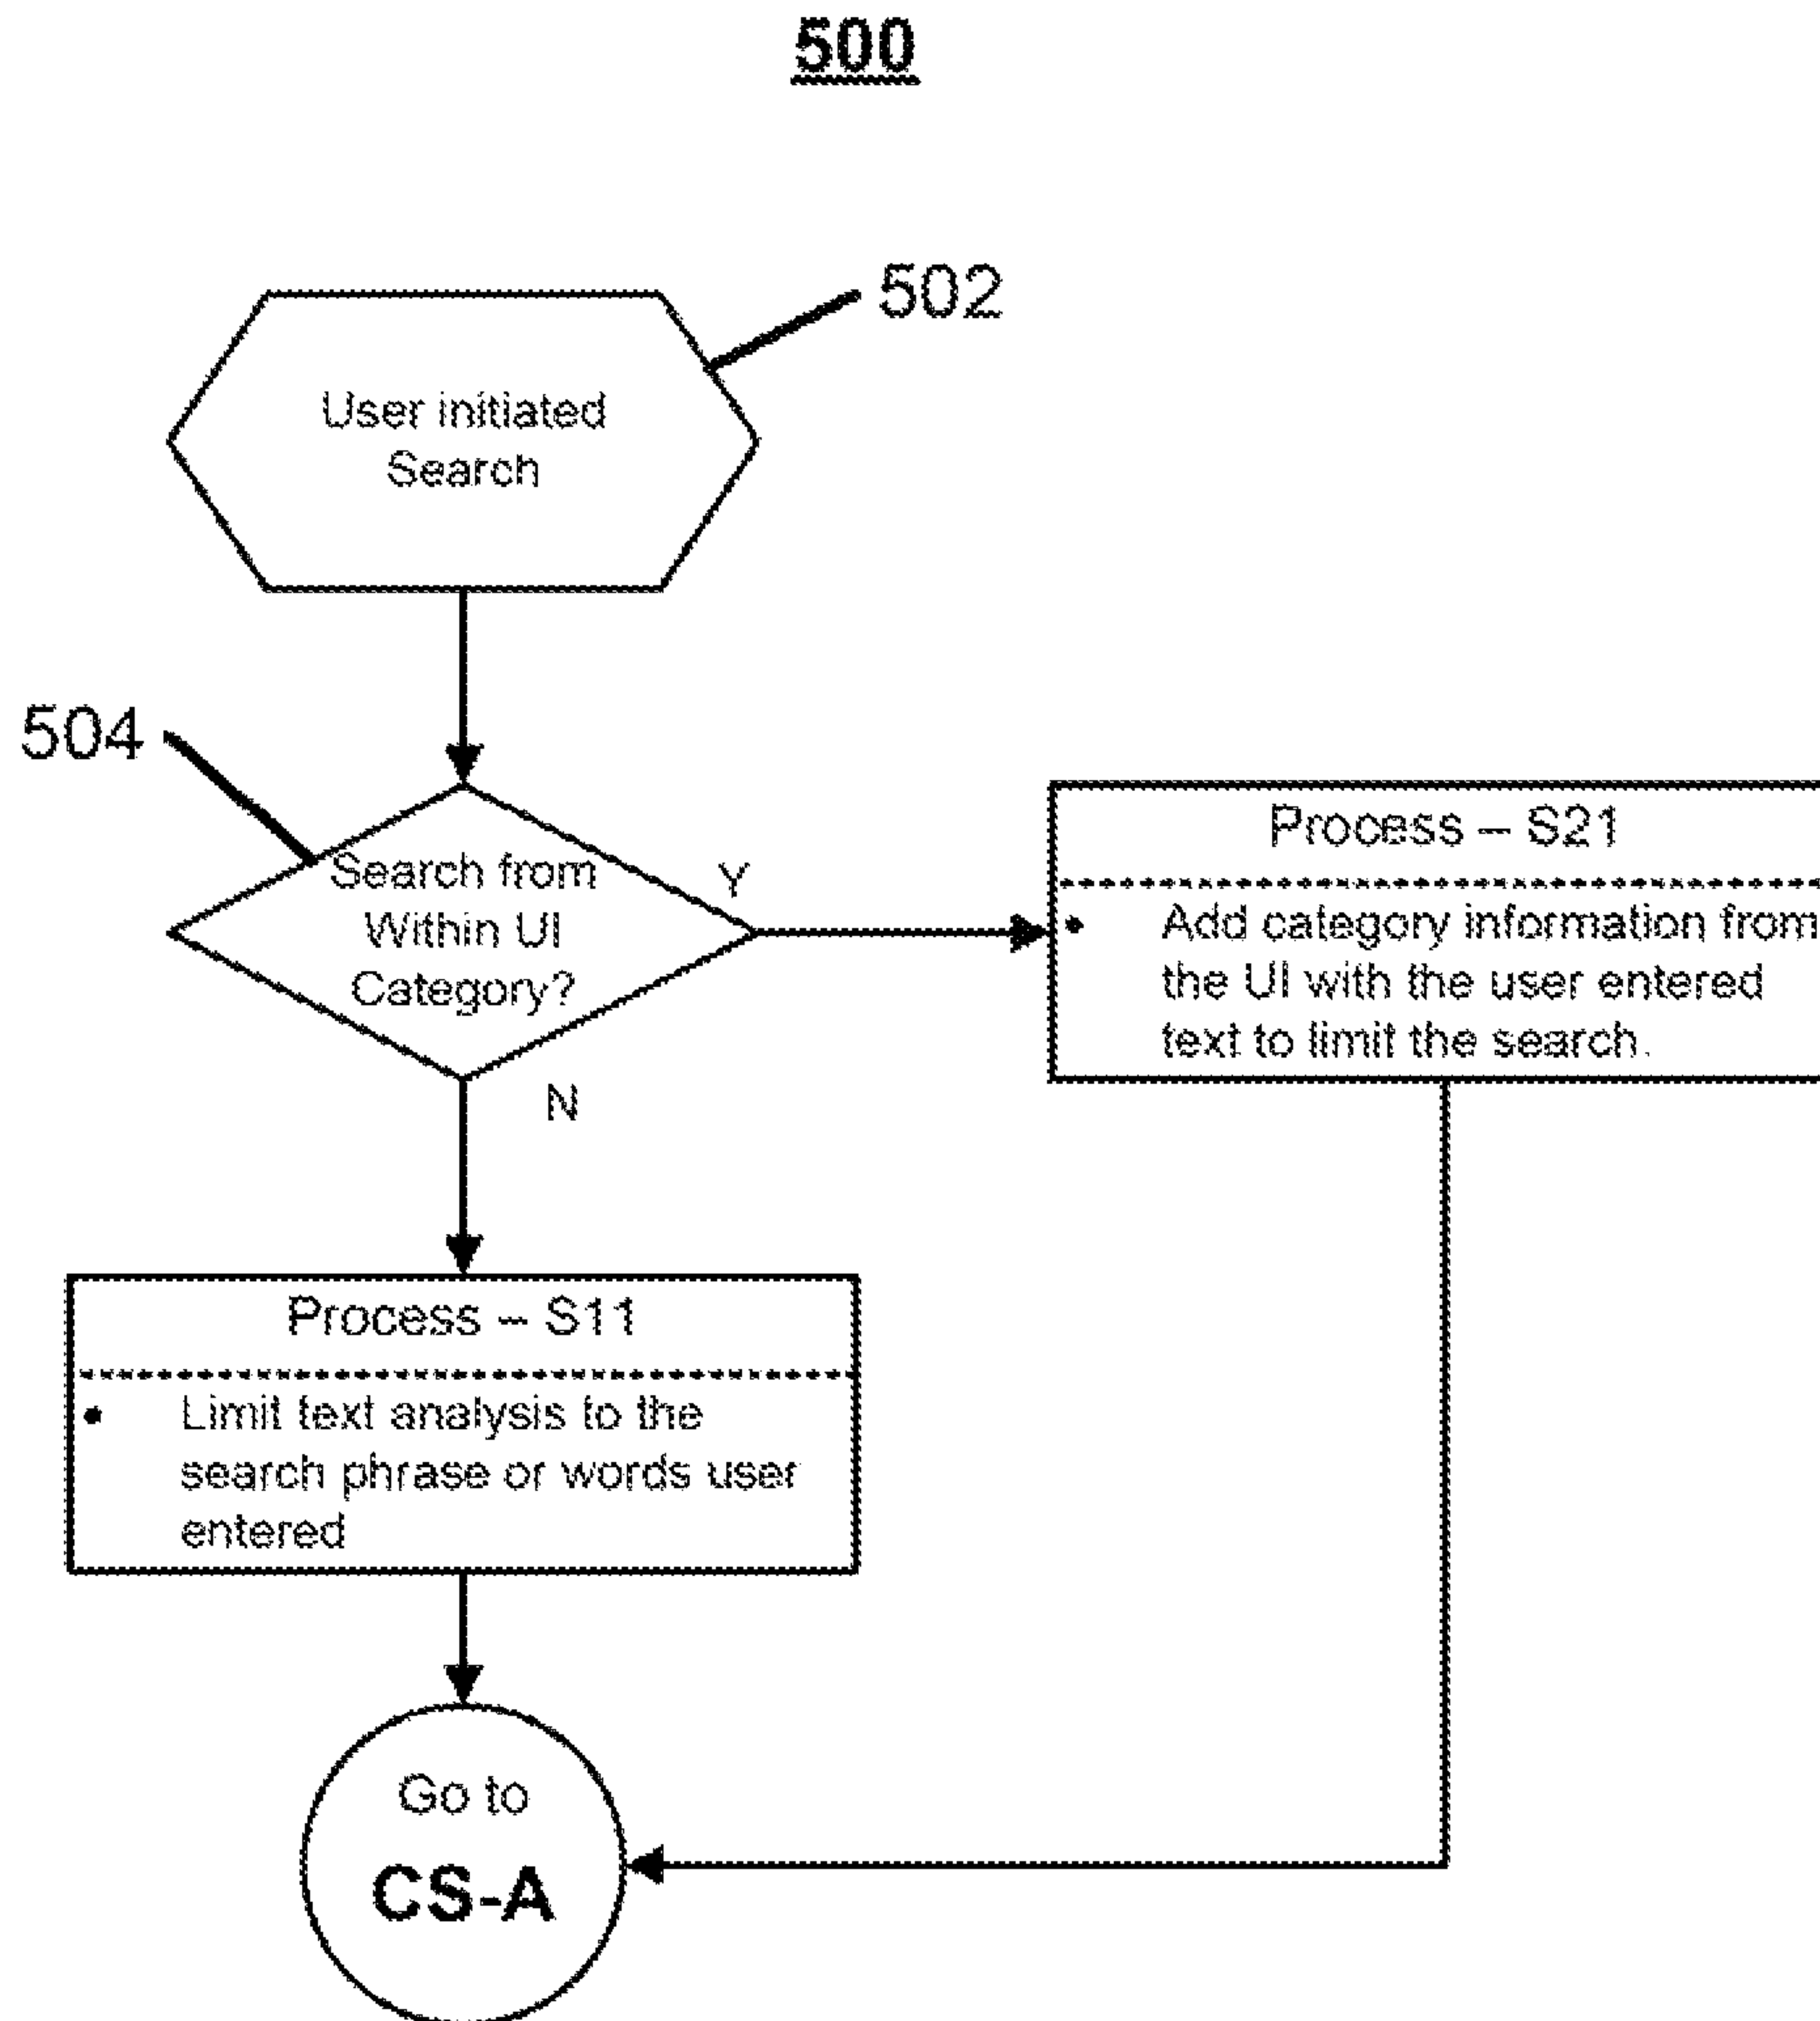 500
502
User initiated
Search
504
Search from
Within UI
Category?
Y
N
Process – S21
• Add category information from
the UI with the user entered
text to limit the search.
Process – S11
• Limit text analysis to the
search phrase or words user
entered
Go to
CS-A